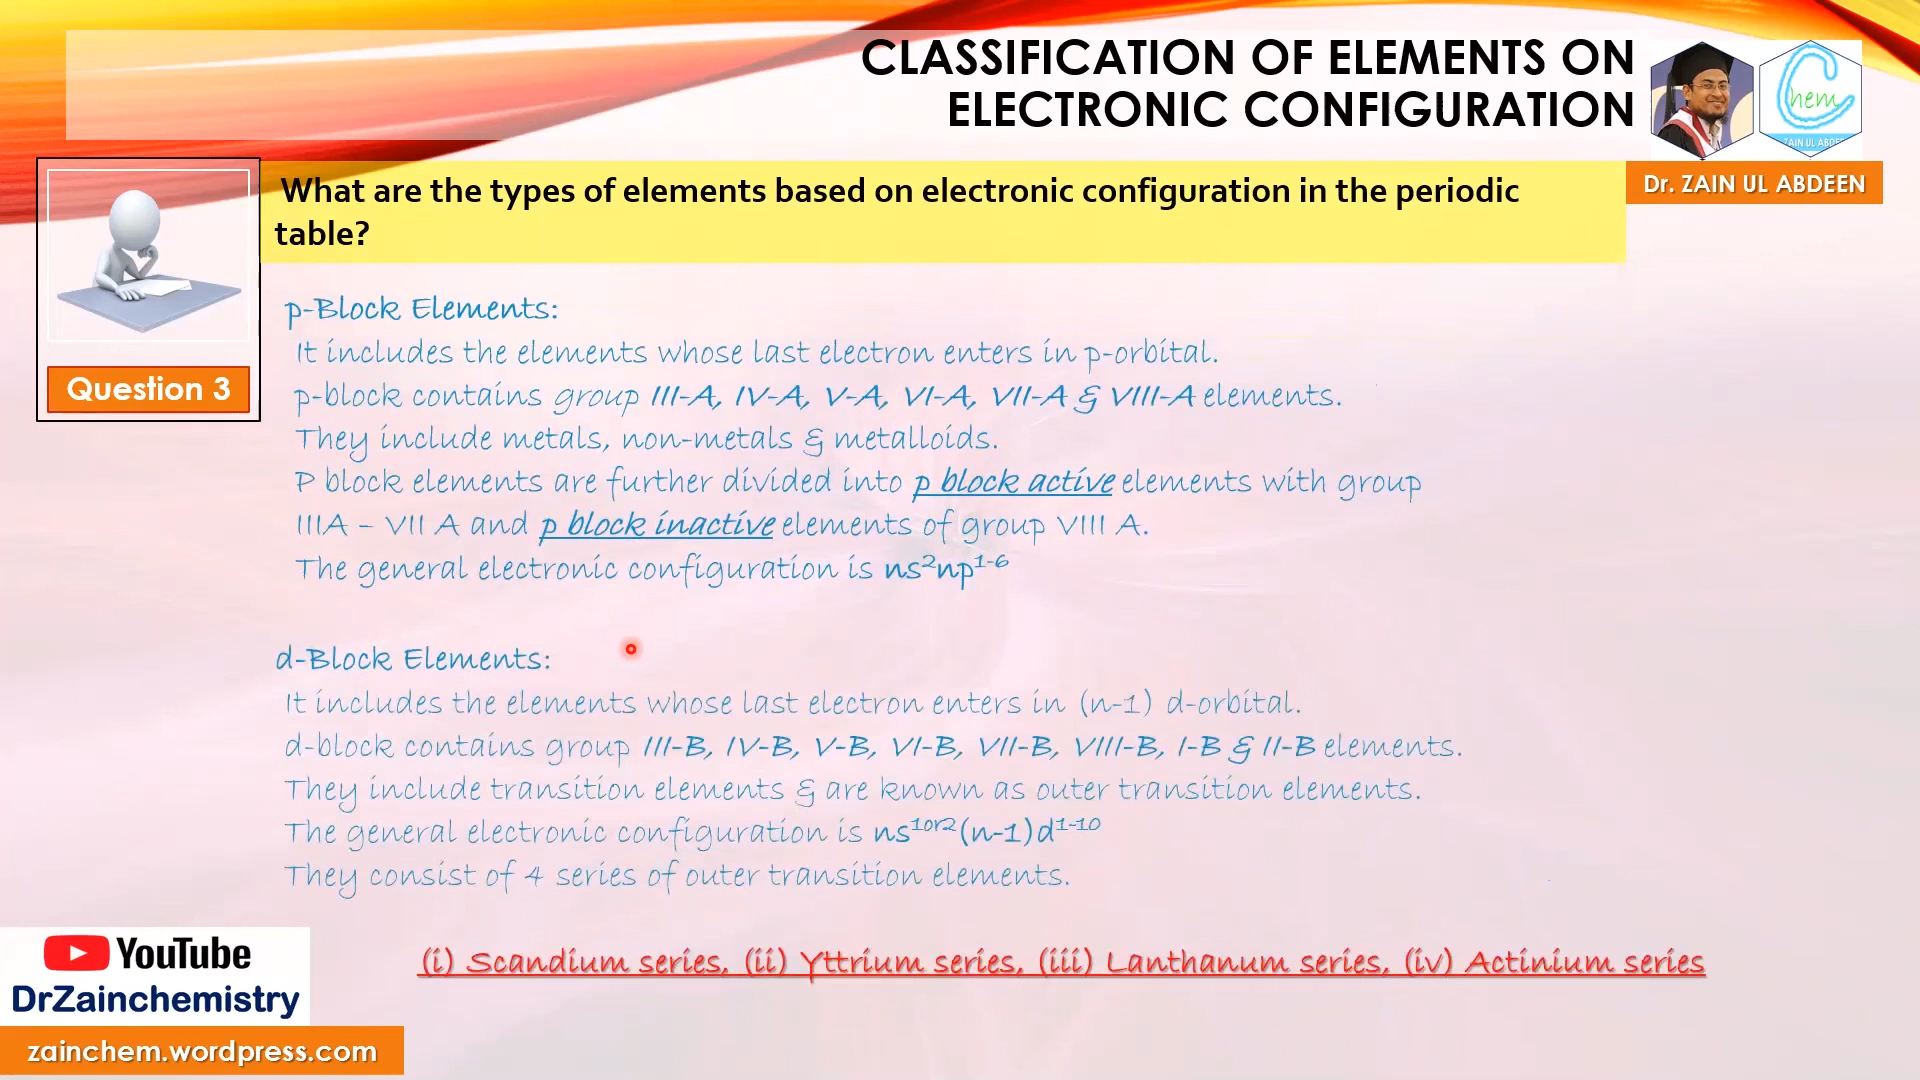 CLASSIFICATION OF ELEMENTS ON
ELECTRONIC CONFIGURATION
Chem
ZAIN UL ABDE
Dr. ZAIN UL ABDEEN
What are the types of elements based on electronic configuration in the periodic
table?
Question 3
p-Block Elements:
It includes the elements whose last electron enters in p-orbital.
p-block contains group III-A, IV-A, V-A, VI-A, VII-A & VIII-A elements.
They include metals, non-metals & metalloids.
P block elements are further divided into p block active elements with group
IIIA – VII A and p block inactive elements of group VIII A.
The general electronic configuration is ns²np¹⁻⁶
d-Block Elements:
It includes the elements whose last electron enters in (n-1) d-orbital.
d-block contains group III-B, IV-B, V-B, VI-B, VII-B, VIII-B, I-B & II-B elements.
They include transition elements & are known as outer transition elements.
The general electronic configuration is ns¹ᵒʳ²(n-1)d¹⁻¹⁰
They consist of 4 series of outer transition elements.
(i) Scandium series, (ii) Yttrium series, (iii) Lanthanum series, (iv) Actinium series
YouTube
DrZainchemistry
zainchem.wordpress.com